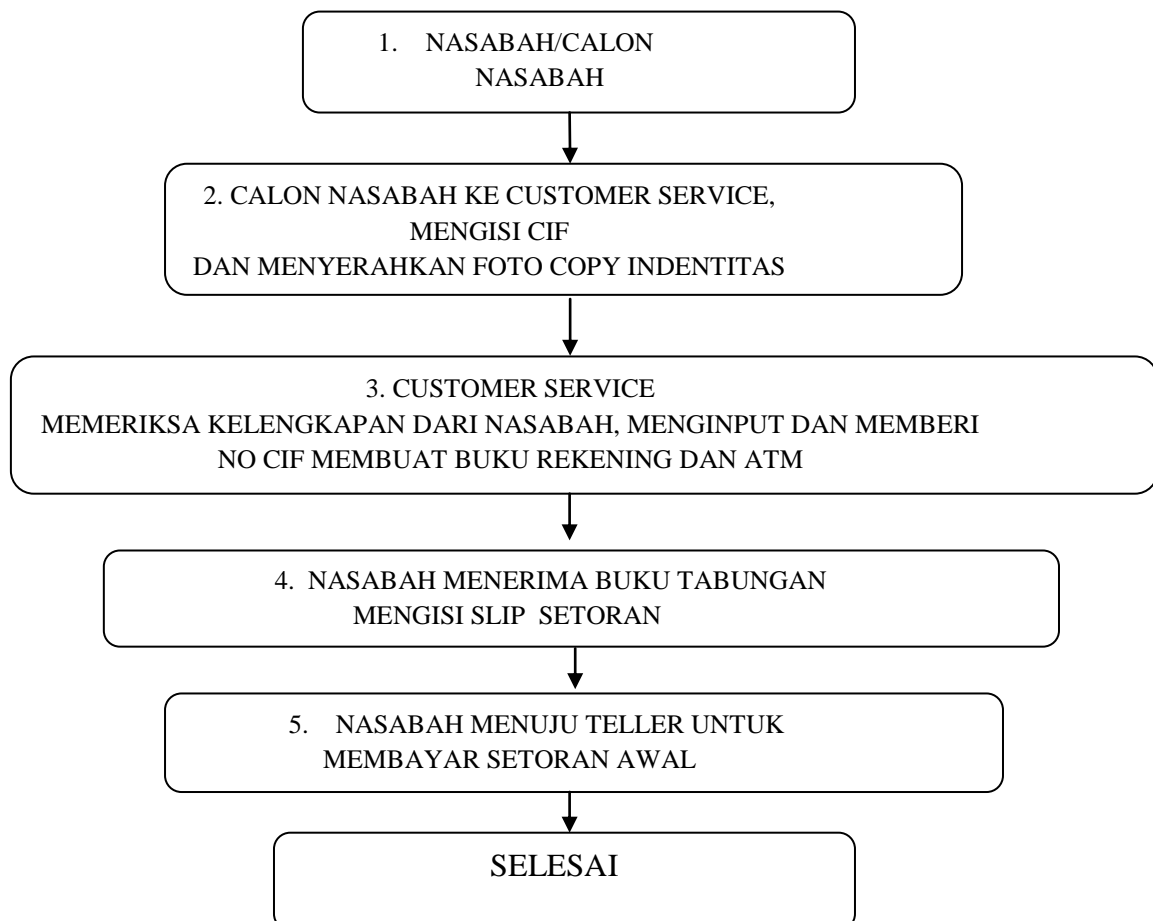 1. NASABAH/CALON
NASABAH
2. CALON NASABAH KE CUSTOMER SERVICE,
MENGISI CIF
DAN MENYERAHKAN FOTO COPY INDENTITAS
3. CUSTOMER SERVICE
MEMERIKSA KELENGKAPAN DARI NASABAH, MENGINPUT DAN MEMBERI
NO CIF MEMBUAT BUKU REKENING DAN ATM
4. NASABAH MENERIMA BUKU TABUNGAN
MENGISI SLIP SETORAN
5. NASABAH MENUJU TELLER UNTUK
MEMBAYAR SETORAN AWAL
SELESAI